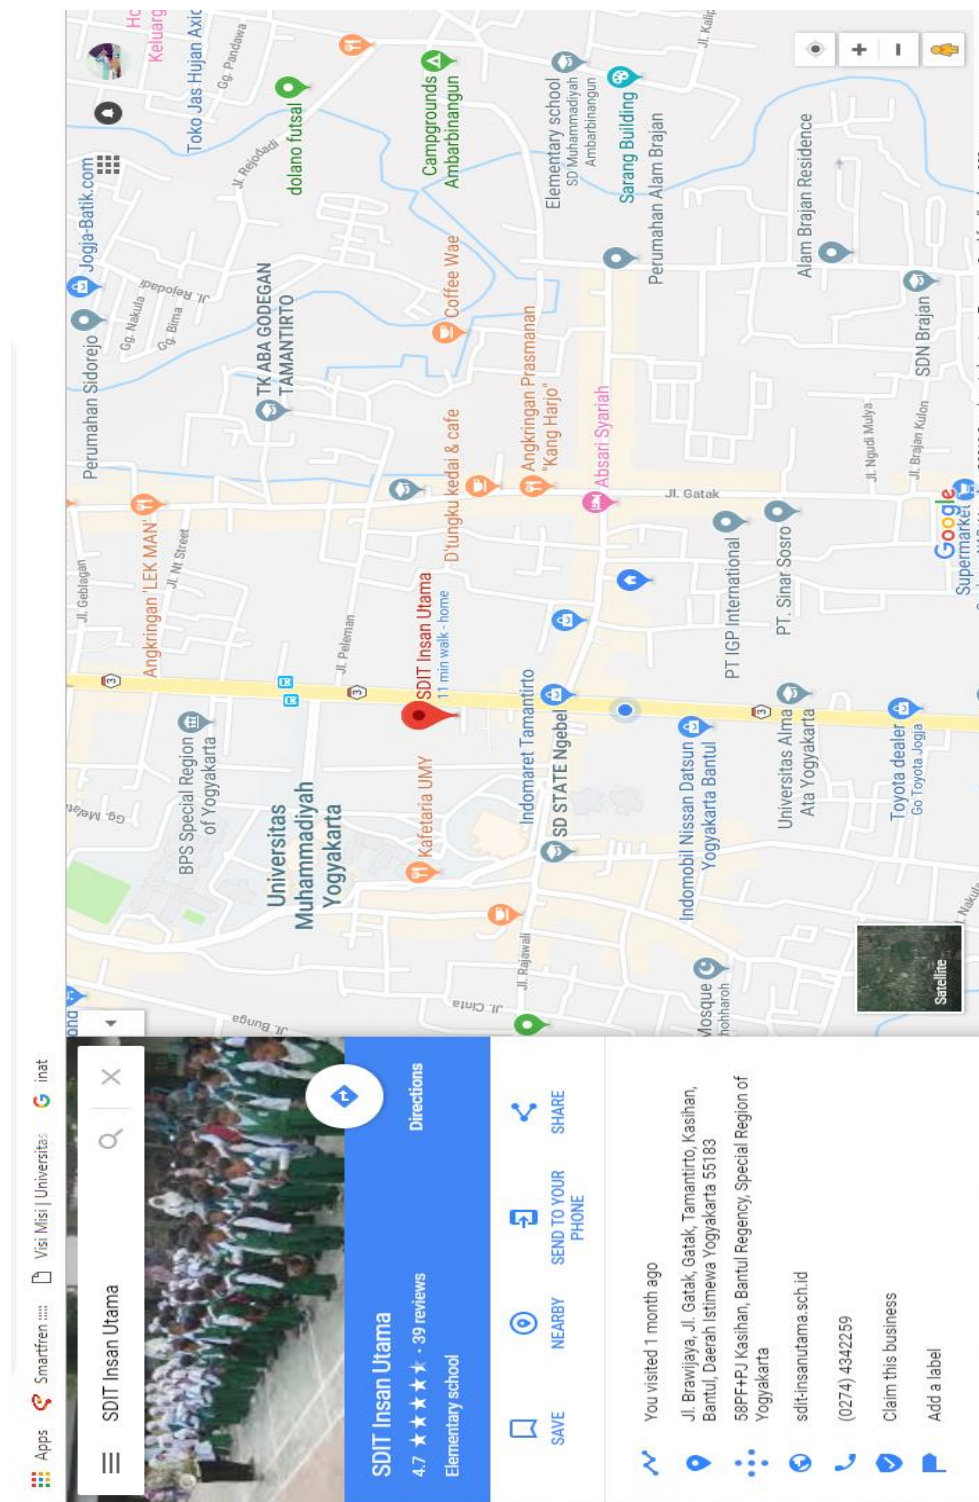 Apps
Smartfren :::::
Visi Misi | Universitas
G inat
SDIT Insan Utama
SDIT Insan Utama
4.7 · 39 reviews
Elementary school
Directions
SAVE
NEARBY
SEND TO YOUR
PHONE
SHARE
You visited 1 month ago
Jl. Brawijaya, Jl. Gatak, Gatak, Tamantirto, Kasihan,
Bantul, Daerah Istimewa Yogyakarta 55183
58PF+PJ Kasihan, Bantul Regency, Special Region of
Yogyakarta
sdit-insanutama.sch.id
(0274) 4342259
Claim this business
Add a label
Jl. Bunga
Jl. Cinta
Jl. Rajawali
Mosque
Satellite
BPS Special Region
of Yogyakarta
Universitas
Muhammadiyah
Yogyakarta
Kafetaria UMY
Indomaret Tamantirto
SD STATE Ngebel
Indomobil Nissan Datsun
Yogyakarta Bantul
Universitas Alma
Ata Yogyakarta
Toyota dealer
Go Toyota Jogja
3
3
3
Jl. Geblagan
Angkringan 'LEK MAN'
Jl. Nt Street
Jl. Peleman
SDIT Insan Utama
11 min walk - home
D'tungku kedai & cafe
Angkringan Prasmanan
"Kang Harjo"
Absari Syariah
Jl. Gatak
PT IGP International
PT. Sinar Sosro
Jl. Ngudi Mulya
Jl. Brajan Kulon
Google
Supermarket
Perumahan Sidorejo
Jogja-Batik.com
Gg. Nakula
Gg. Bima
Jl. Rejodadi
TK ABA GODEGAN
TAMANTIRTO
Coffee Wae
Toko Jas Hujan Axio
Gg. Pandawa
Jl. Rejodadi
dolano futsal
Campgrounds
Ambarbinangun
Elementary school
SD Muhammadiyah
Ambarbinangun
Sarang Building
Perumahan Alam Brajan
Alam Brajan Residence
SDN Brajan